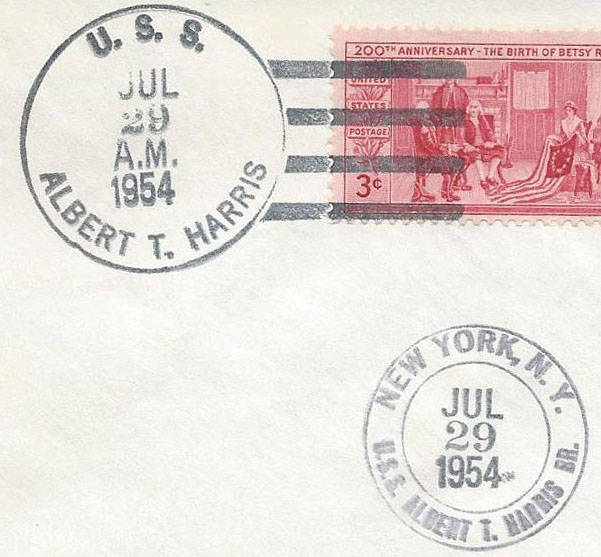 U. S. S.
JUL
29
A.M.
1954
ALBERT T. HARRIS
200TH ANNIVERSARY - THE BIRTH OF BETSY R
UNITED
STATES
POSTAGE
3¢
NEW YORK, N. Y.
JUL
29
1954
U.S.S. ALBERT T. HARRIS BR.